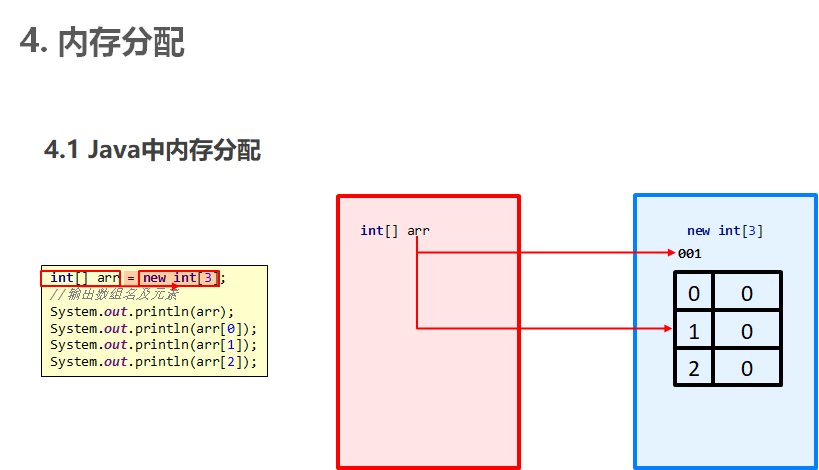 4. 内存分配
4.1 Java中内存分配
int[] arr = new int[3];
//输出数组名及元素
System.out.println(arr);
System.out.println(arr[0]);
System.out.println(arr[1]);
System.out.println(arr[2]);
int[] arr
new int[3]
001
0 0
1 0
2 0